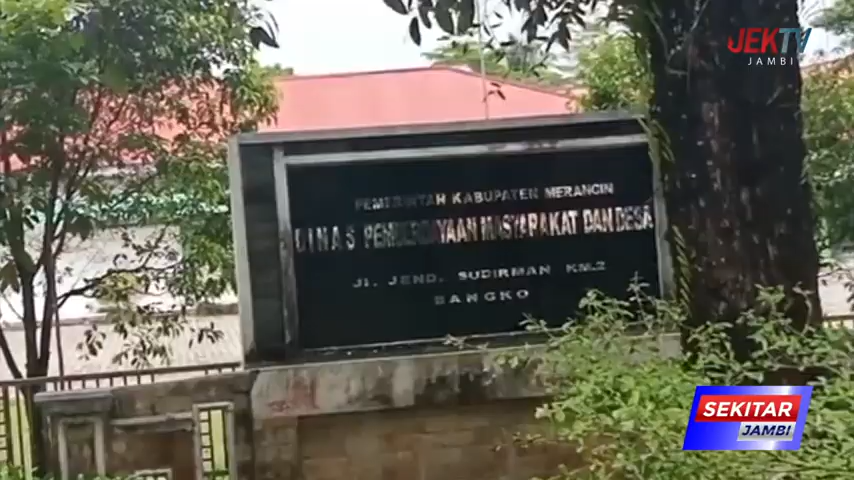 JEKTV
JAMBI
PEMERINTAH KABUPATEN MERANGIN
DINAS PEMBERDAYAAN MASYARAKAT DAN DESA
Jl. JEND. SUDIRMAN KM.2
BANGKO
SEKITAR
JAMBI